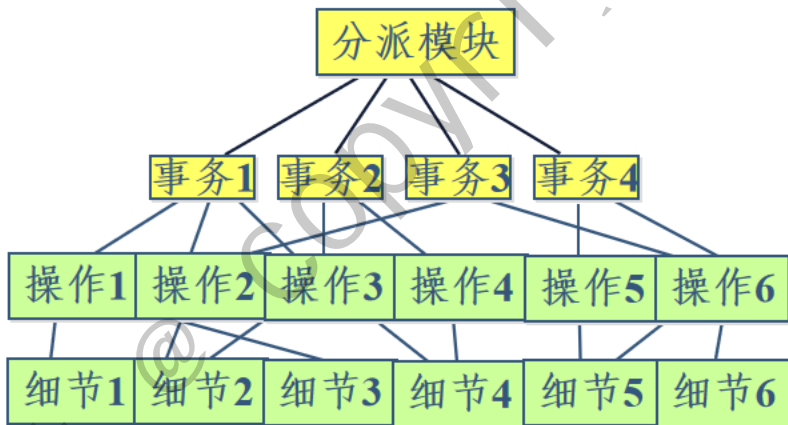 分派模块
事务1 事务2 事务3 事务4
操作1 操作2 操作3 操作4 操作5 操作6
细节1 细节2 细节3 细节4 细节5 细节6
@ copyri